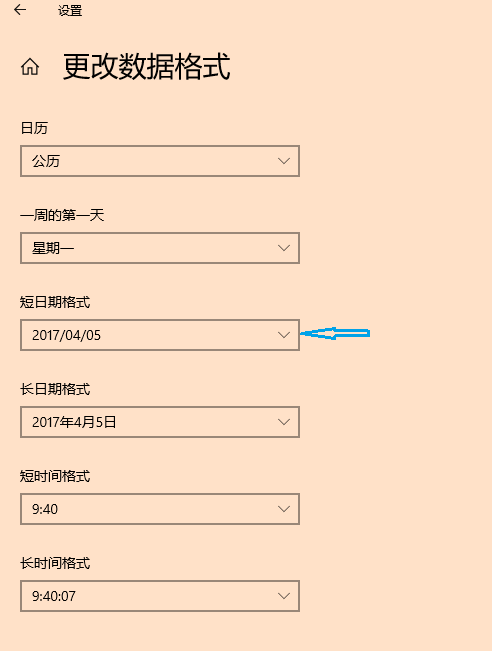 设置
更改数据格式
日历
公历
一周的第一天
星期一
短日期格式
2017/04/05
长日期格式
2017年4月5日
短时间格式
9:40
长时间格式
9:40:07